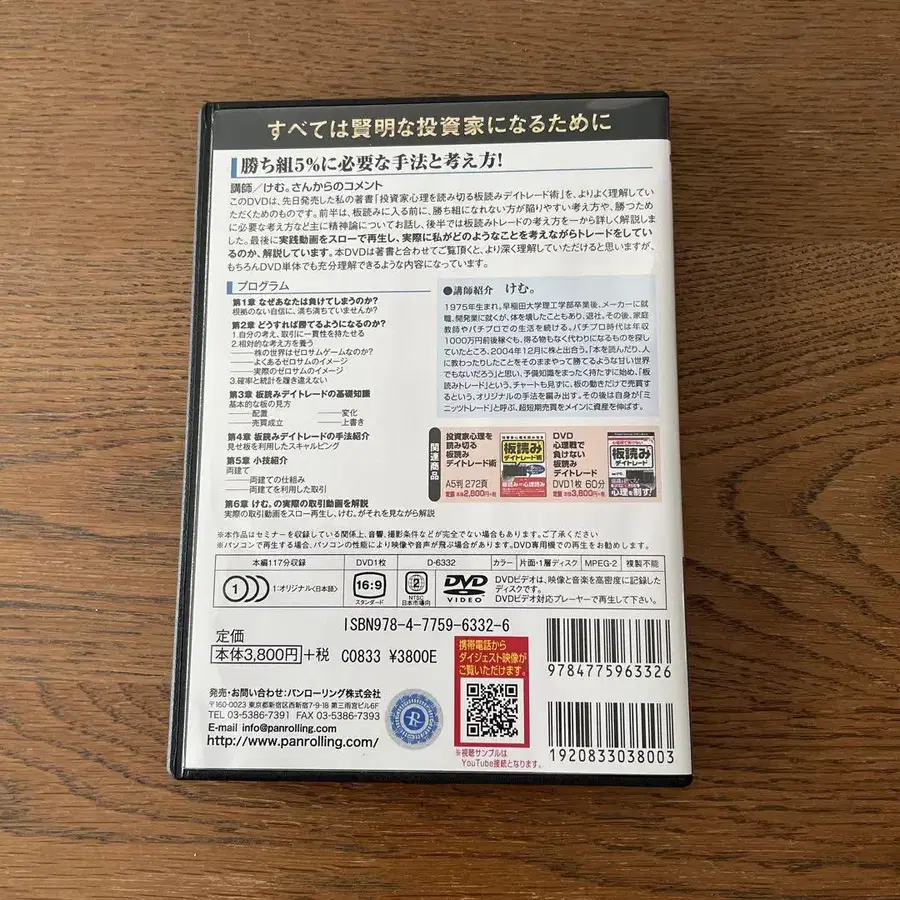 すべては賢明な投資家になるために
勝ち組5%に必要な手法と考え方!
講師/けむ。さんからのコメント
このDVDは、先日発売した私の著書「投資家心理を読み切る板読みデイトレード術」を、よりよく理解してい
ただくためのものです。前半は、板読みに入る前に、勝ち組になれない方が陥りやすい考え方や、勝つため
に必要な考え方など主に精神論についてお話し、後半では板読みトレードの考え方を一から詳しく解説しま
した。最後に実践動画をスローで再生し、実際に私がどのようなことを考えながらトレードをしてい
るのか、解説しています。本DVDは著書と合わせてご覧頂くと、より深く理解していただけると思いますが、
もちろんDVD単体でも充分理解できるような内容になっています。
プログラム
第1章 なぜあなたは負けてしまうのか?
根拠のない自信に、満ち満ちていませんか?
第2章 どうすれば勝てるようになるのか?
1.自分の考え、取引に一貫性を持たせる
2.相対的な考え方を養う
――株の世界はゼロサムゲームなのか?
――よくあるゼロサムのイメージ
――実際のゼロサムのイメージ
3.確率と統計を履き違えない
第3章 板読みデイトレードの基礎知識
基本的な板の見方
――配置 ――変化
――売買成立 ――上書き
第4章 板読みデイトレードの手法紹介
見せ板を利用したスキャルピング
第5章 小技紹介
両建て
――両建ての仕組み
――両建てを利用した取引
第6章 けむ。の実際の取引動画を解説
実際の取引動画をスロー再生し、けむ。がそれを見ながら解説
●講師紹介 けむ。
1975年生まれ。早稲田大学理工学部卒業後、メーカーに就
職、開発業に就くが、体を壊したこともあり、退社。その後、家庭
教師やパチプロでの生活を続ける。パチプロ時代は年収
1000万円前後稼ぐも、得る物もなく代わりになるものを探し
ていたところ、2004年12月に株と出合う。「本を読んだり、人
に教わったりしたことをそのままやって勝てるような甘い世界
でもないだろう」と思い、予備知識をまったく持たずに始め、「板
読みトレード」という、チャートも見ずに、板の動きだけで売買す
るという、オリジナルの手法を編み出す。その後は自身が「ミ
ニッツトレード」と呼ぶ、超短期売買をメインに資産を伸ばす。
関連商品
投資家心理を
読み切る
板読み
デイトレード術
A5判 272頁
定価 本体2,800円+税
投資家心理を読み切る
板読み
デイトレード術
DVD
心理戦で
負けない
板読み
デイトレード
DVD1枚 60分
定価 本体3,800円+税
心理戦で負けない
板読み
デイトレード
心理を制す!
※本作品はセミナーを収録している関係上、音響、撮影条件などが完全でない場合もあります。ご了承ください
※パソコンで再生する場合、パソコンの性能により映像や音声が飛ぶ場合があります。DVD専用機での再生をお勧めします。
本編117分収録 DVD1枚 D-6332 カラー 片面・1層ディスク MPEG-2 複製不能
1 1:オリジナル<日本語> 16:9 スタンダード 2 NTSC 日本市場向 DVD VIDEO
DVDビデオは、映像と音楽を高密度に記録した
ディスクです。
DVDビデオ対応プレーヤーで再生して下さい。
ISBN978-4-7759-6332-6
定価
本体3,800円+税 C0833 ¥3800E
携帯電話から
ダイジェスト映像が
ご覧いただけます。
※視聴サンプルは
YouTube接続となります。
9784775963326
1920833038003
発売・お問い合わせ:パンローリング株式会社
〒160-0023 東京都新宿区西新宿7-9-18 第三雨宮ビル6F
TEL 03-5386-7391 FAX 03-5386-7393
E-mail info@panrolling.com
http://www.panrolling.com/